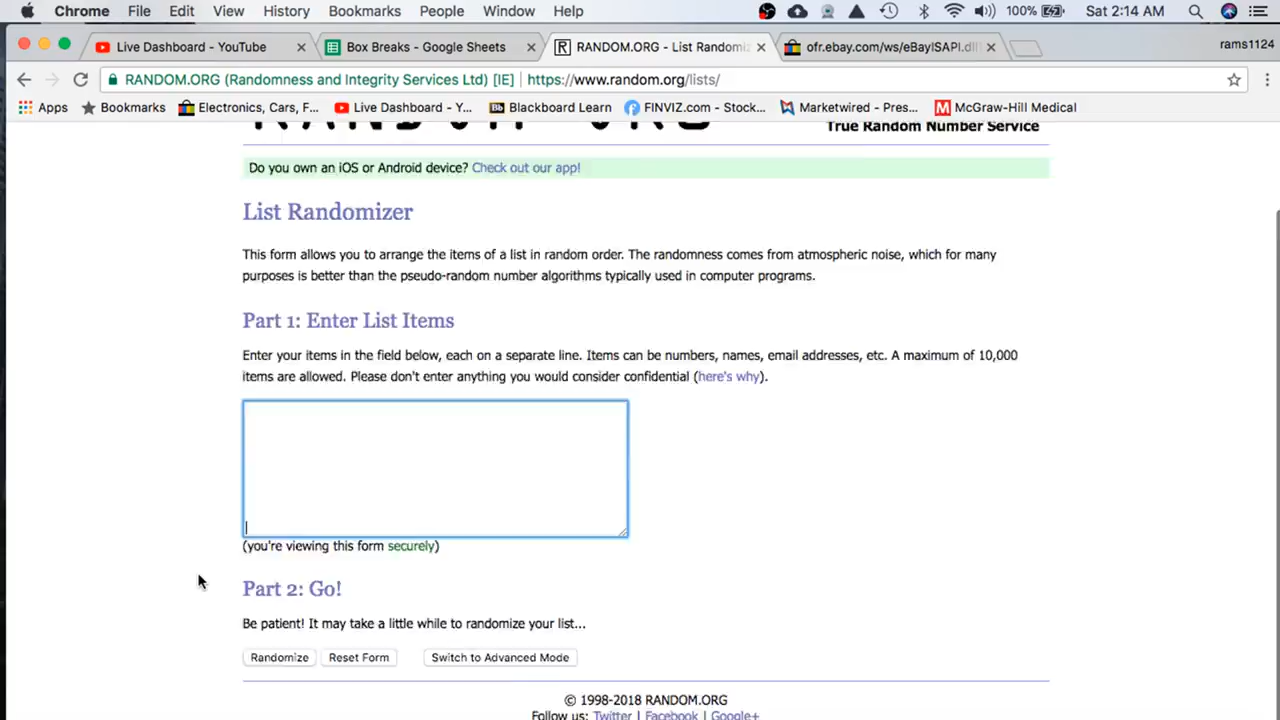 Chrome File Edit View History Bookmarks People Window Help 100% Sat 2:14 AM
Live Dashboard - YouTube Box Breaks - Google Sheets RANDOM.ORG - List Randomiz ofr.ebay.com/ws/eBayISAPI.dll rams1124
RANDOM.ORG (Randomness and Integrity Services Ltd) [IE] https://www.random.org/lists/
Apps Bookmarks Electronics, Cars, F... Live Dashboard - Y... Bb Blackboard Learn FINVIZ.com - Stock... Marketwired - Pres... McGraw-Hill Medical
RANDOM.ORG
True Random Number Service
Do you own an iOS or Android device? Check out our app!
List Randomizer
This form allows you to arrange the items of a list in random order. The randomness comes from atmospheric noise, which for many
purposes is better than the pseudo-random number algorithms typically used in computer programs.
Part 1: Enter List Items
Enter your items in the field below, each on a separate line. Items can be numbers, names, email addresses, etc. A maximum of 10,000
items are allowed. Please don't enter anything you would consider confidential (here's why).
(you're viewing this form securely)
Part 2: Go!
Be patient! It may take a little while to randomize your list...
Randomize Reset Form Switch to Advanced Mode
© 1998-2018 RANDOM.ORG
Follow us: Twitter | Facebook | Google+